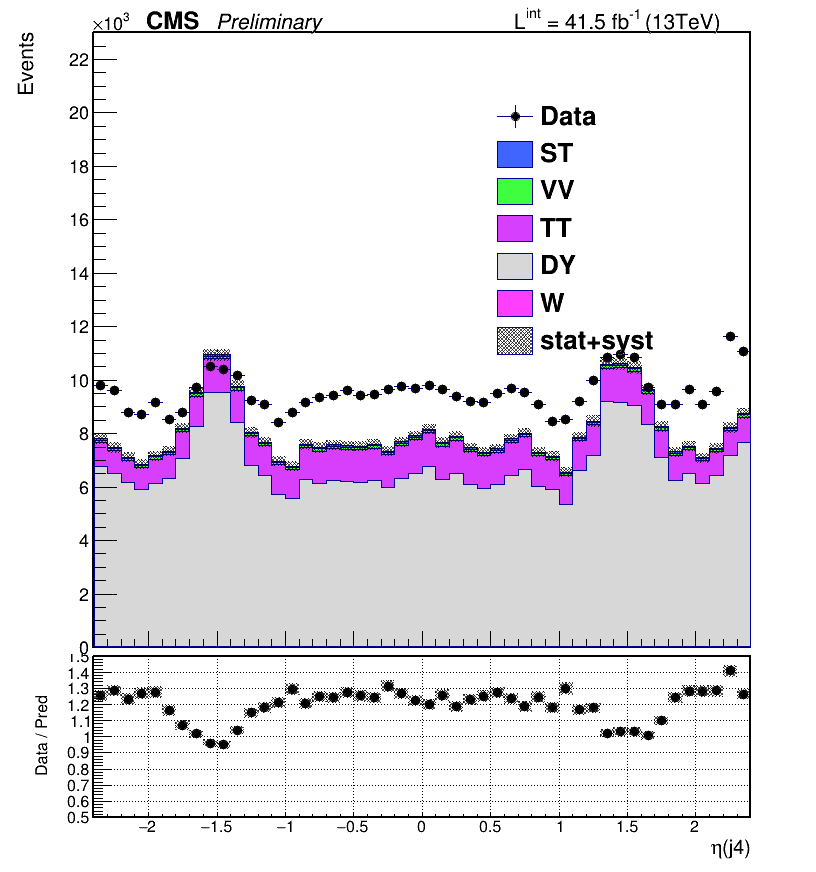 ×10³ CMS Preliminary L^int = 41.5 fb⁻¹ (13TeV)
Events
22
20
18
16
14
12
10
8
6
4
2
0
Data
ST
VV
TT
DY
W
stat+syst
Data / Pred
1.5
1.4
1.3
1.2
1.1
1
0.9
0.8
0.7
0.6
0.5
−2 −1.5 −1 −0.5 0 0.5 1 1.5 2
η(j4)